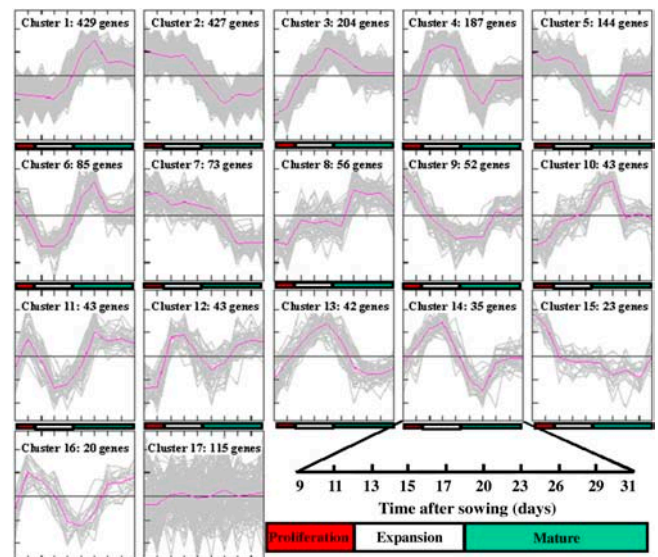 Cluster 1: 429 genes
Cluster 2: 427 genes
Cluster 3: 204 genes
Cluster 4: 187 genes
Cluster 5: 144 genes
Cluster 6: 85 genes
Cluster 7: 73 genes
Cluster 8: 56 genes
Cluster 9: 52 genes
Cluster 10: 43 genes
Cluster 11: 43 genes
Cluster 12: 43 genes
Cluster 13: 42 genes
Cluster 14: 35 genes
Cluster 15: 23 genes
Cluster 16: 20 genes
Cluster 17: 115 genes
9 11 13 15 17 20 23 25 29 31
Time after sowing (days)
Proliferation Expansion Mature